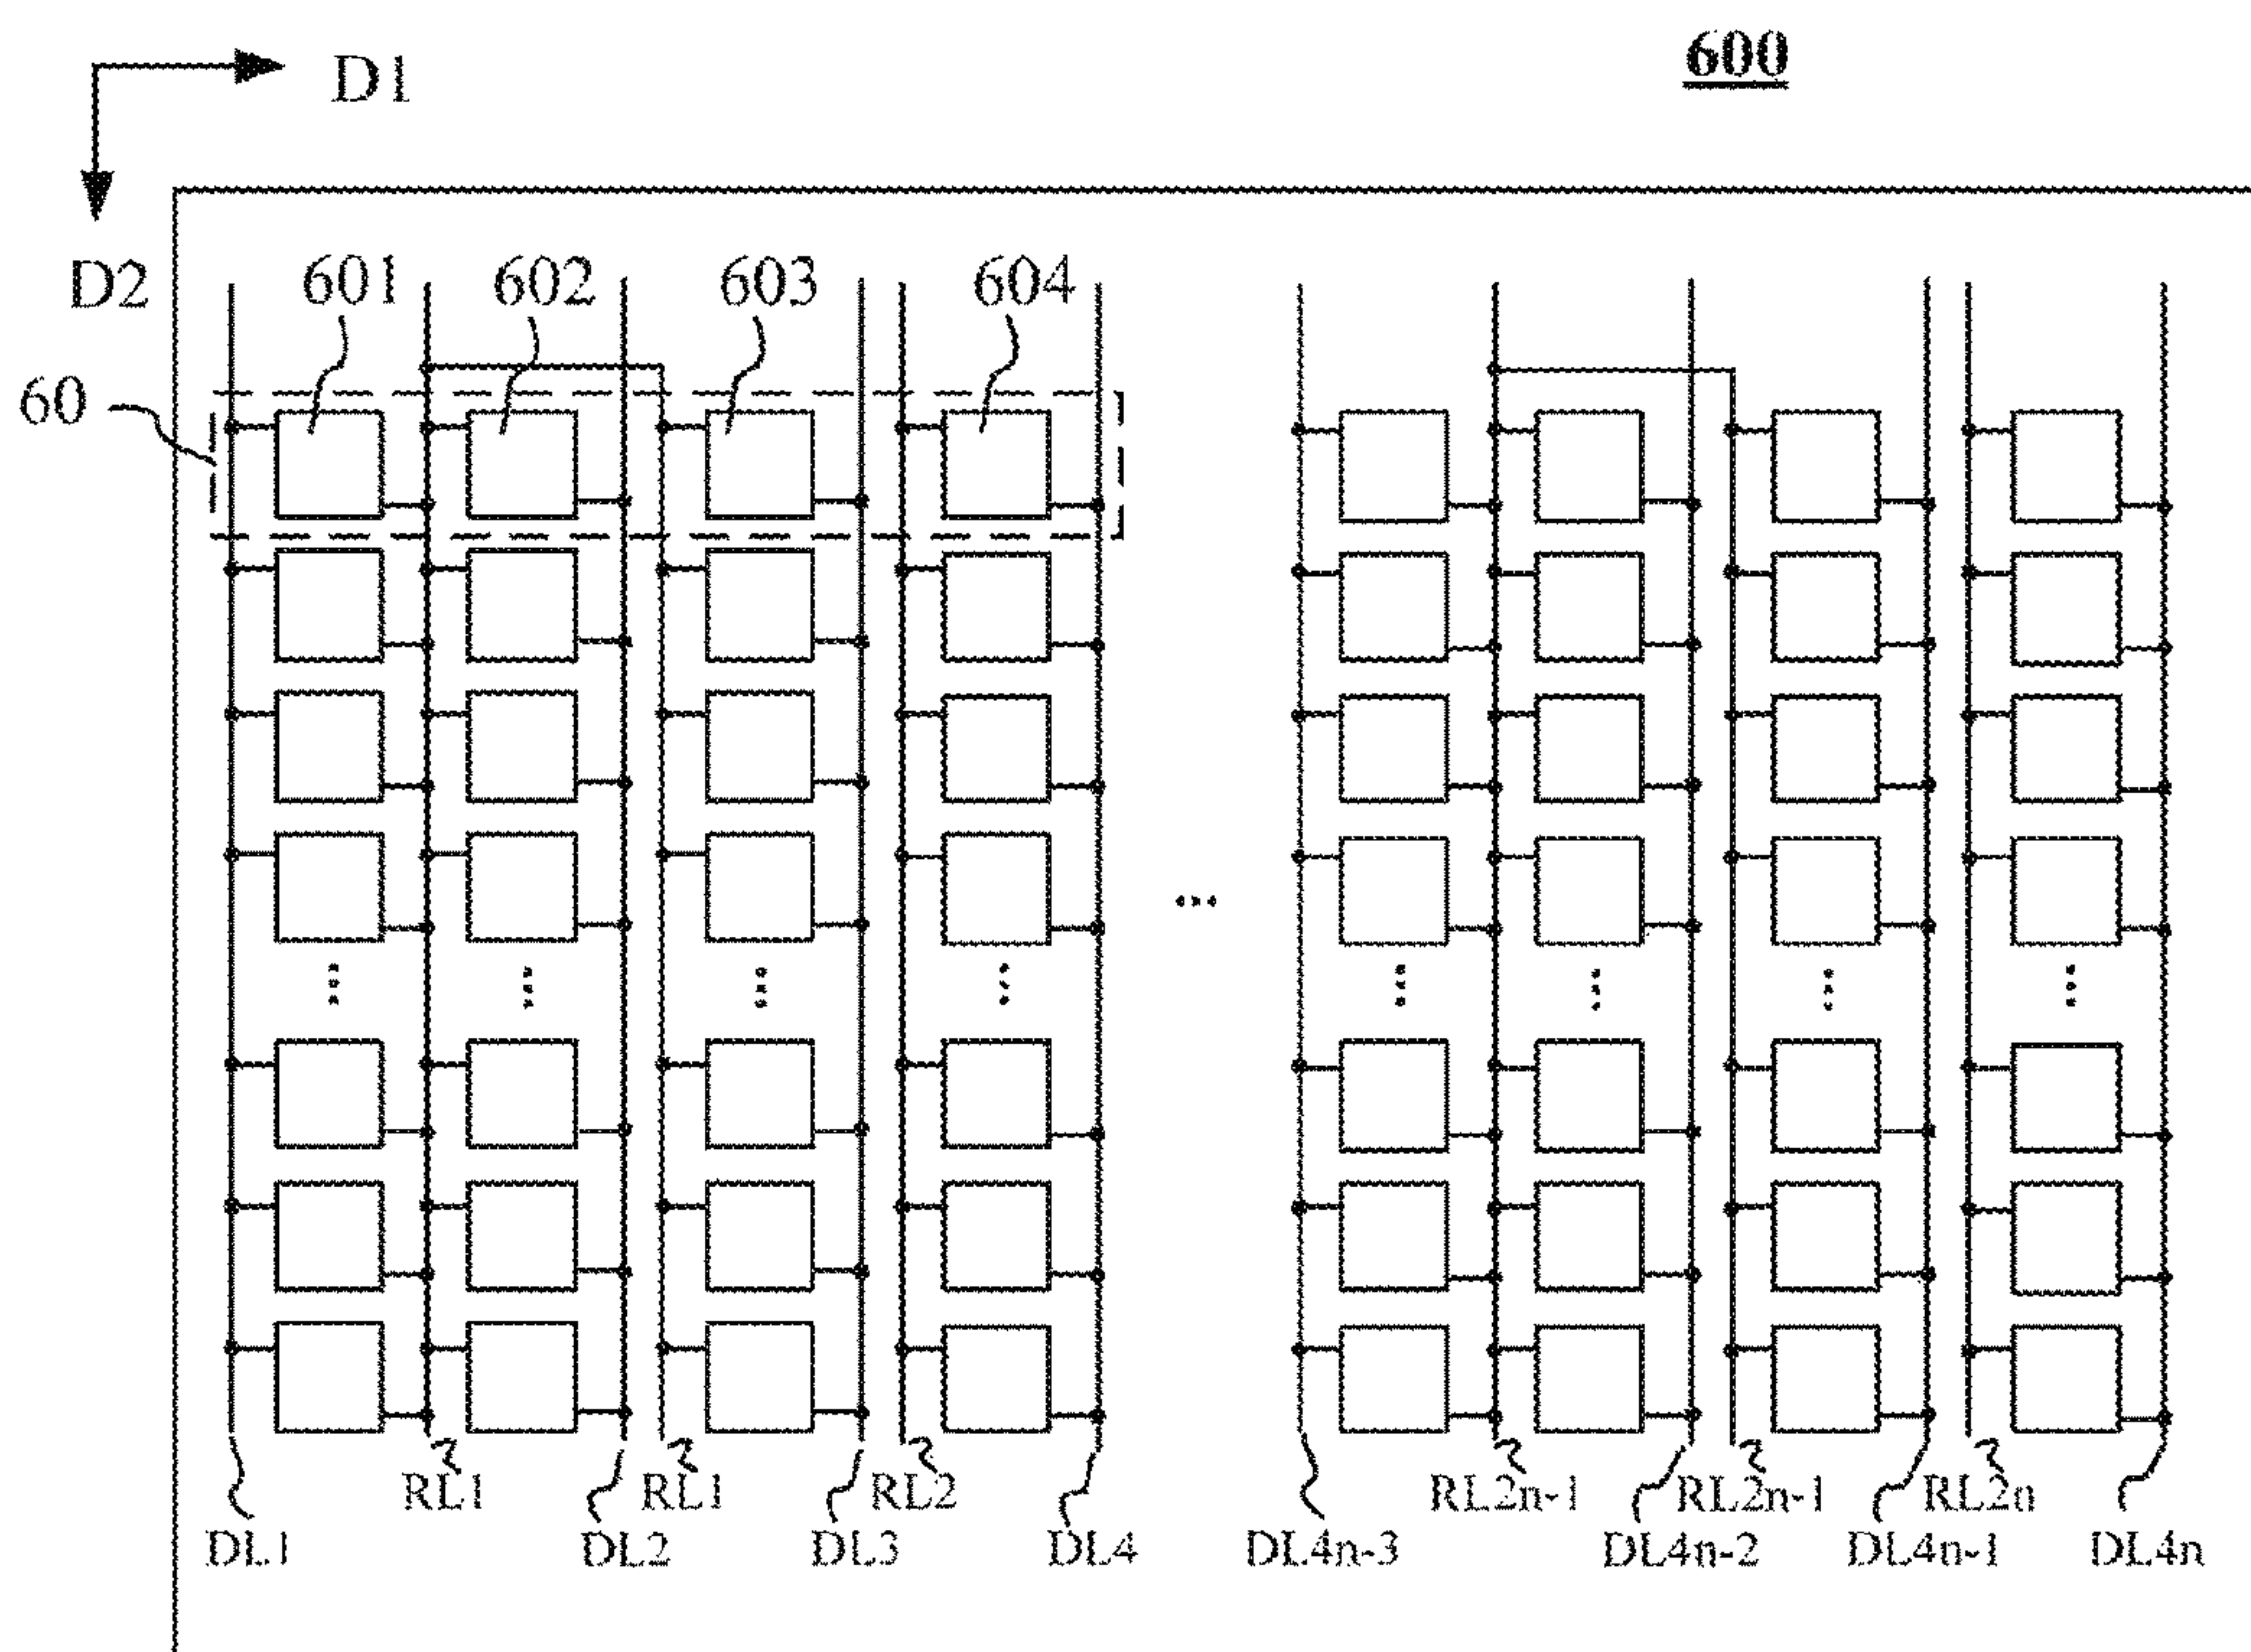 600
D1
D2
601 602 603 604
60
RL1 RL1 RL2 RL2n-1 RL2n-1 RL2n
DL1 DL2 DL3 DL4 DL4n-3 DL4n-2 DL4n-1 DL4n